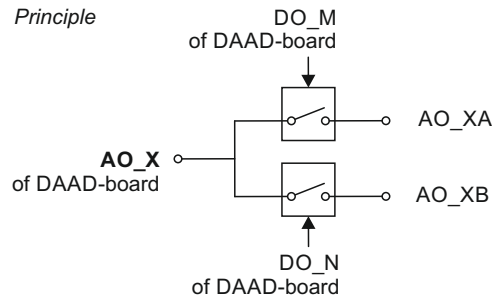 Principle
DO_M
of DAAD-board
AO_XA
AO_X
of DAAD-board
AO_XB
DO_N
of DAAD-board